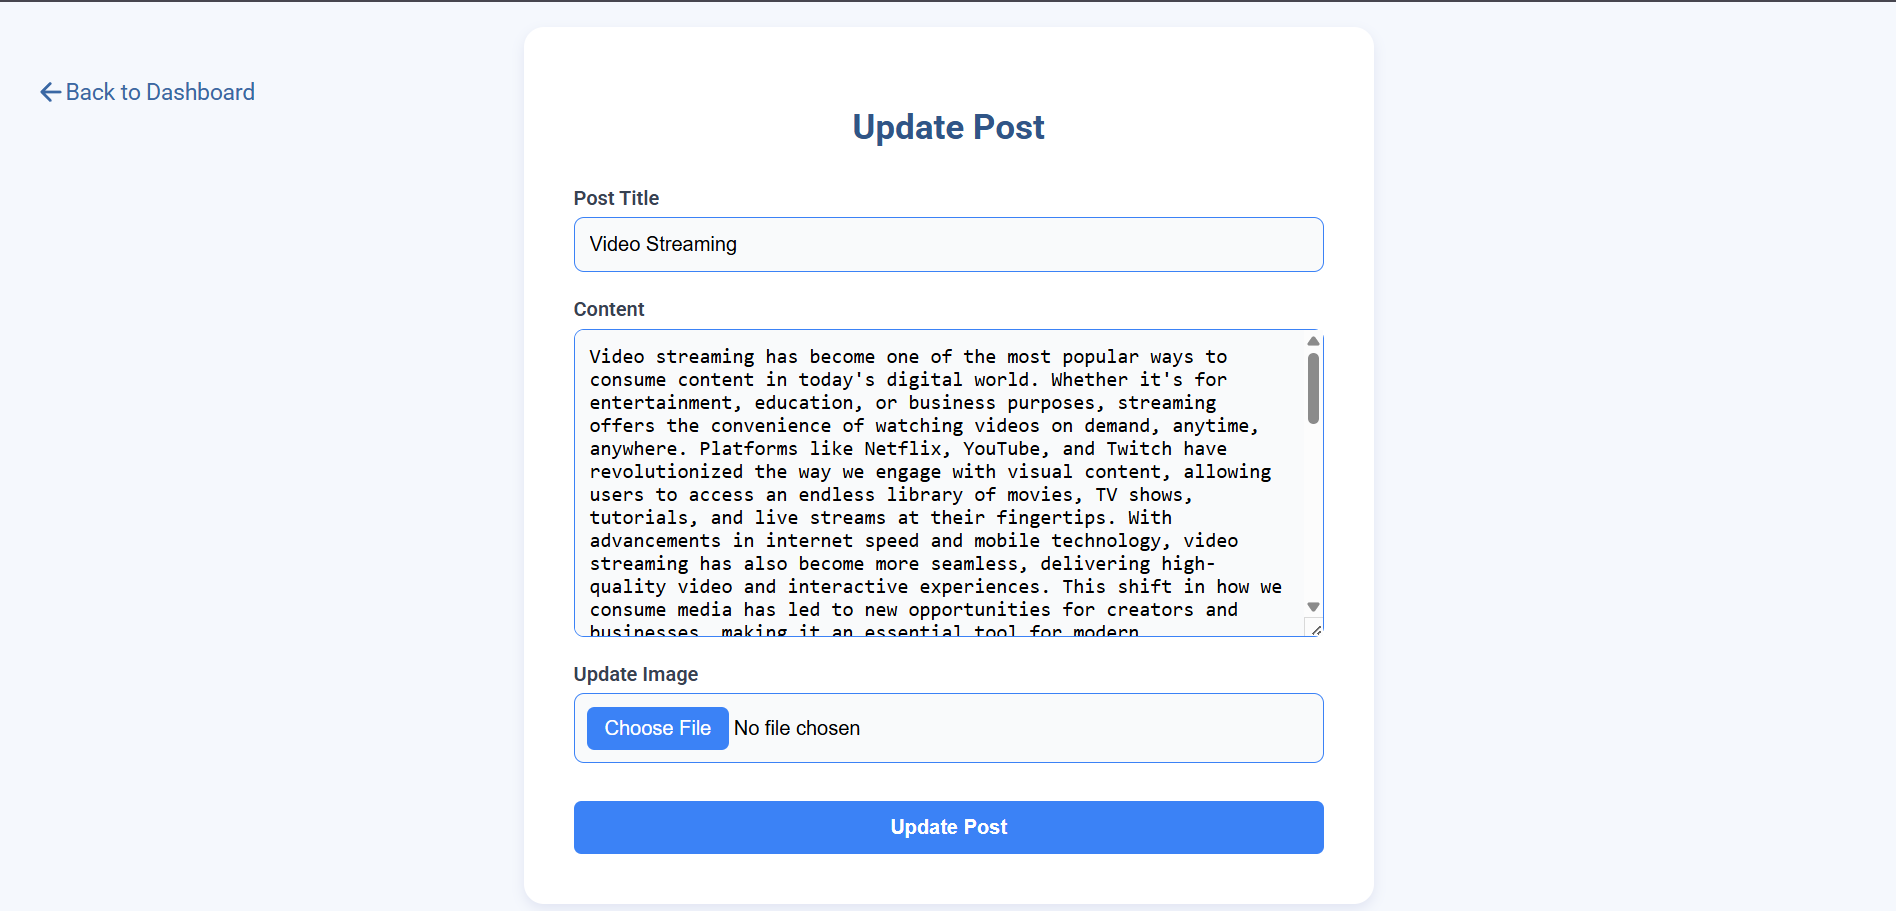 Back to Dashboard
Update Post
Post Title
Video Streaming
Content
Video streaming has become one of the most popular ways to
consume content in today's digital world. Whether it's for
entertainment, education, or business purposes, streaming
offers the convenience of watching videos on demand, anytime,
anywhere. Platforms like Netflix, YouTube, and Twitch have
revolutionized the way we engage with visual content, allowing
users to access an endless library of movies, TV shows,
tutorials, and live streams at their fingertips. With
advancements in internet speed and mobile technology, video
streaming has also become more seamless, delivering high-
quality video and interactive experiences. This shift in how we
consume media has led to new opportunities for creators and
businesses, making it an essential tool for modern
Update Image
Choose File No file chosen
Update Post